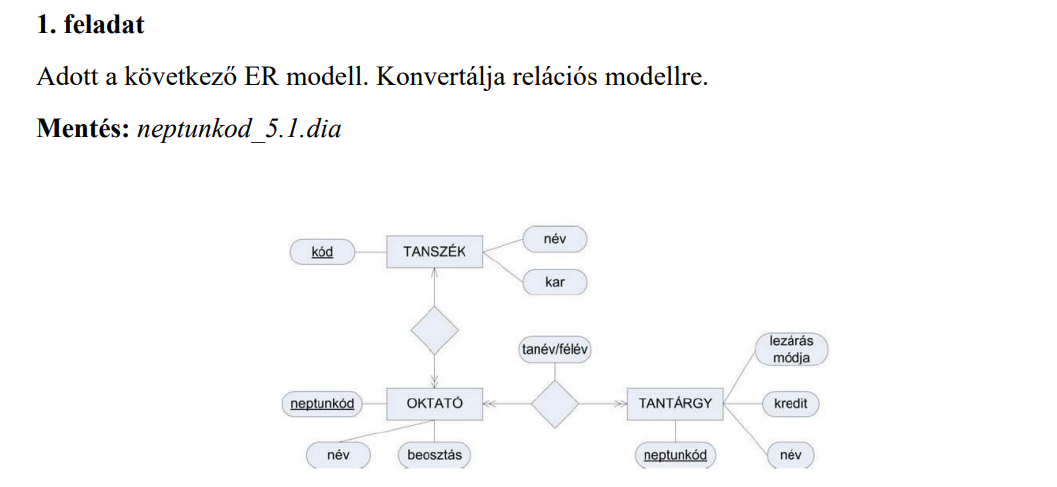 1. feladat
Adott a következő ER modell. Konvertálja relációs modellre.
Mentés: neptunkod_5.1.dia
név
kód
TANSZÉK
kar
lezárás
módja
tanév/félév
neptunkód
OKTATÓ
TANTÁRGY
kredit
név
beosztás
neptunkód
név